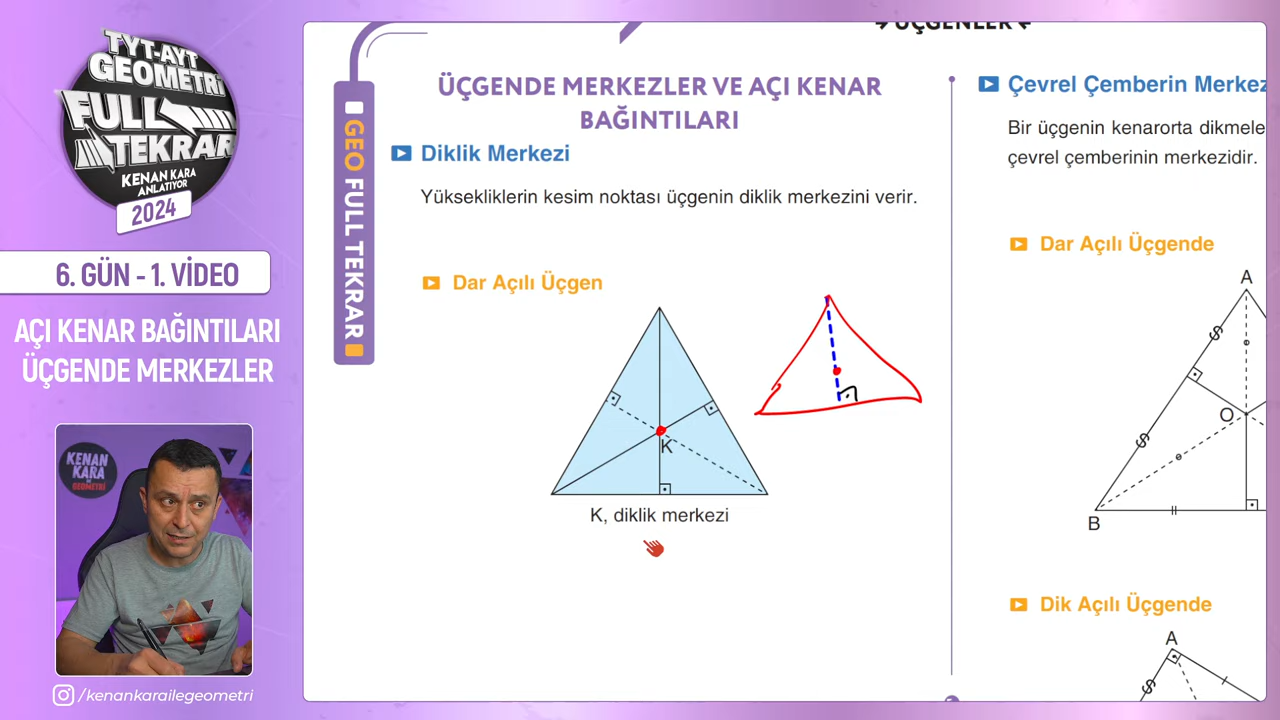 TYT-AYT
GEOMETRİ
FULL
TEKRAR
KENAN KARA
ANLATIYOR
2024
6. GÜN - 1. VİDEO
AÇI KENAR BAĞINTILARI
ÜÇGENDE MERKEZLER
KENAN
KARA
GEOMETRİ
/kenankarailegeometri
GEO FULL TEKRAR
ÜÇGENLER
ÜÇGENDE MERKEZLER VE AÇI KENAR
BAĞINTILARI
Diklik Merkezi
Yüksekliklerin kesim noktası üçgenin diklik merkezini verir.
Dar Açılı Üçgen
K
K, diklik merkezi
Çevrel Çemberin Merkez
Bir üçgenin kenarorta dikmele
çevrel çemberinin merkezidir.
Dar Açılı Üçgende
A
O
B
Dik Açılı Üçgende
A